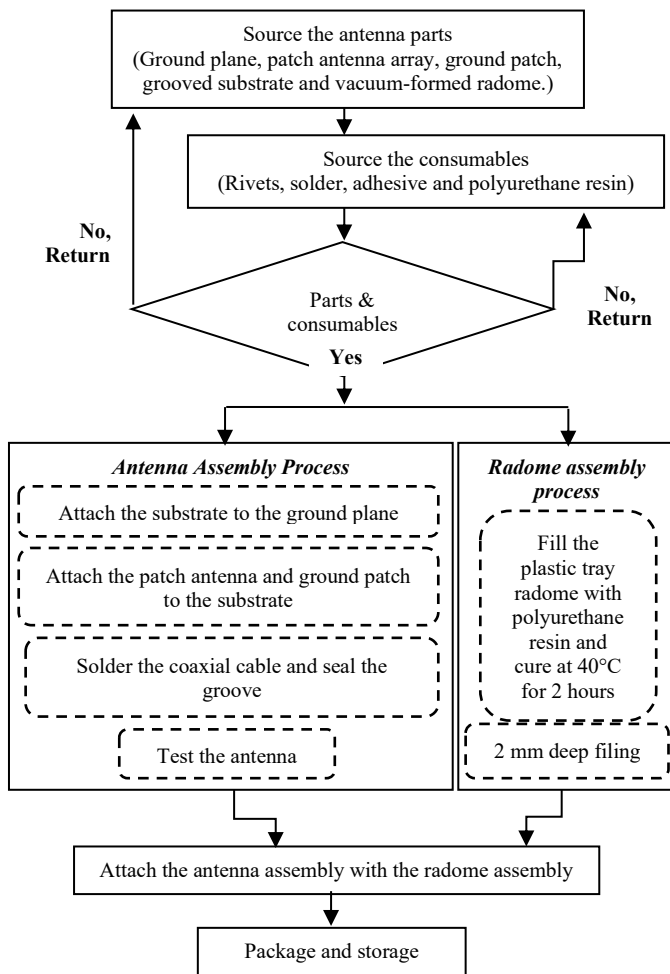 Source the antenna parts
(Ground plane, patch antenna array, ground patch,
grooved substrate and vacuum-formed radome.)
Source the consumables
(Rivets, solder, adhesive and polyurethane resin)
No,
Return
Parts &
consumables
No,
Return
Yes
Antenna Assembly Process
Attach the substrate to the ground plane
Attach the patch antenna and ground patch
to the substrate
Solder the coaxial cable and seal the
groove
Test the antenna
Radome assembly
process
Fill the
plastic tray
radome with
polyurethane
resin and
cure at 40°C
for 2 hours
2 mm deep filing
Attach the antenna assembly with the radome assembly
Package and storage